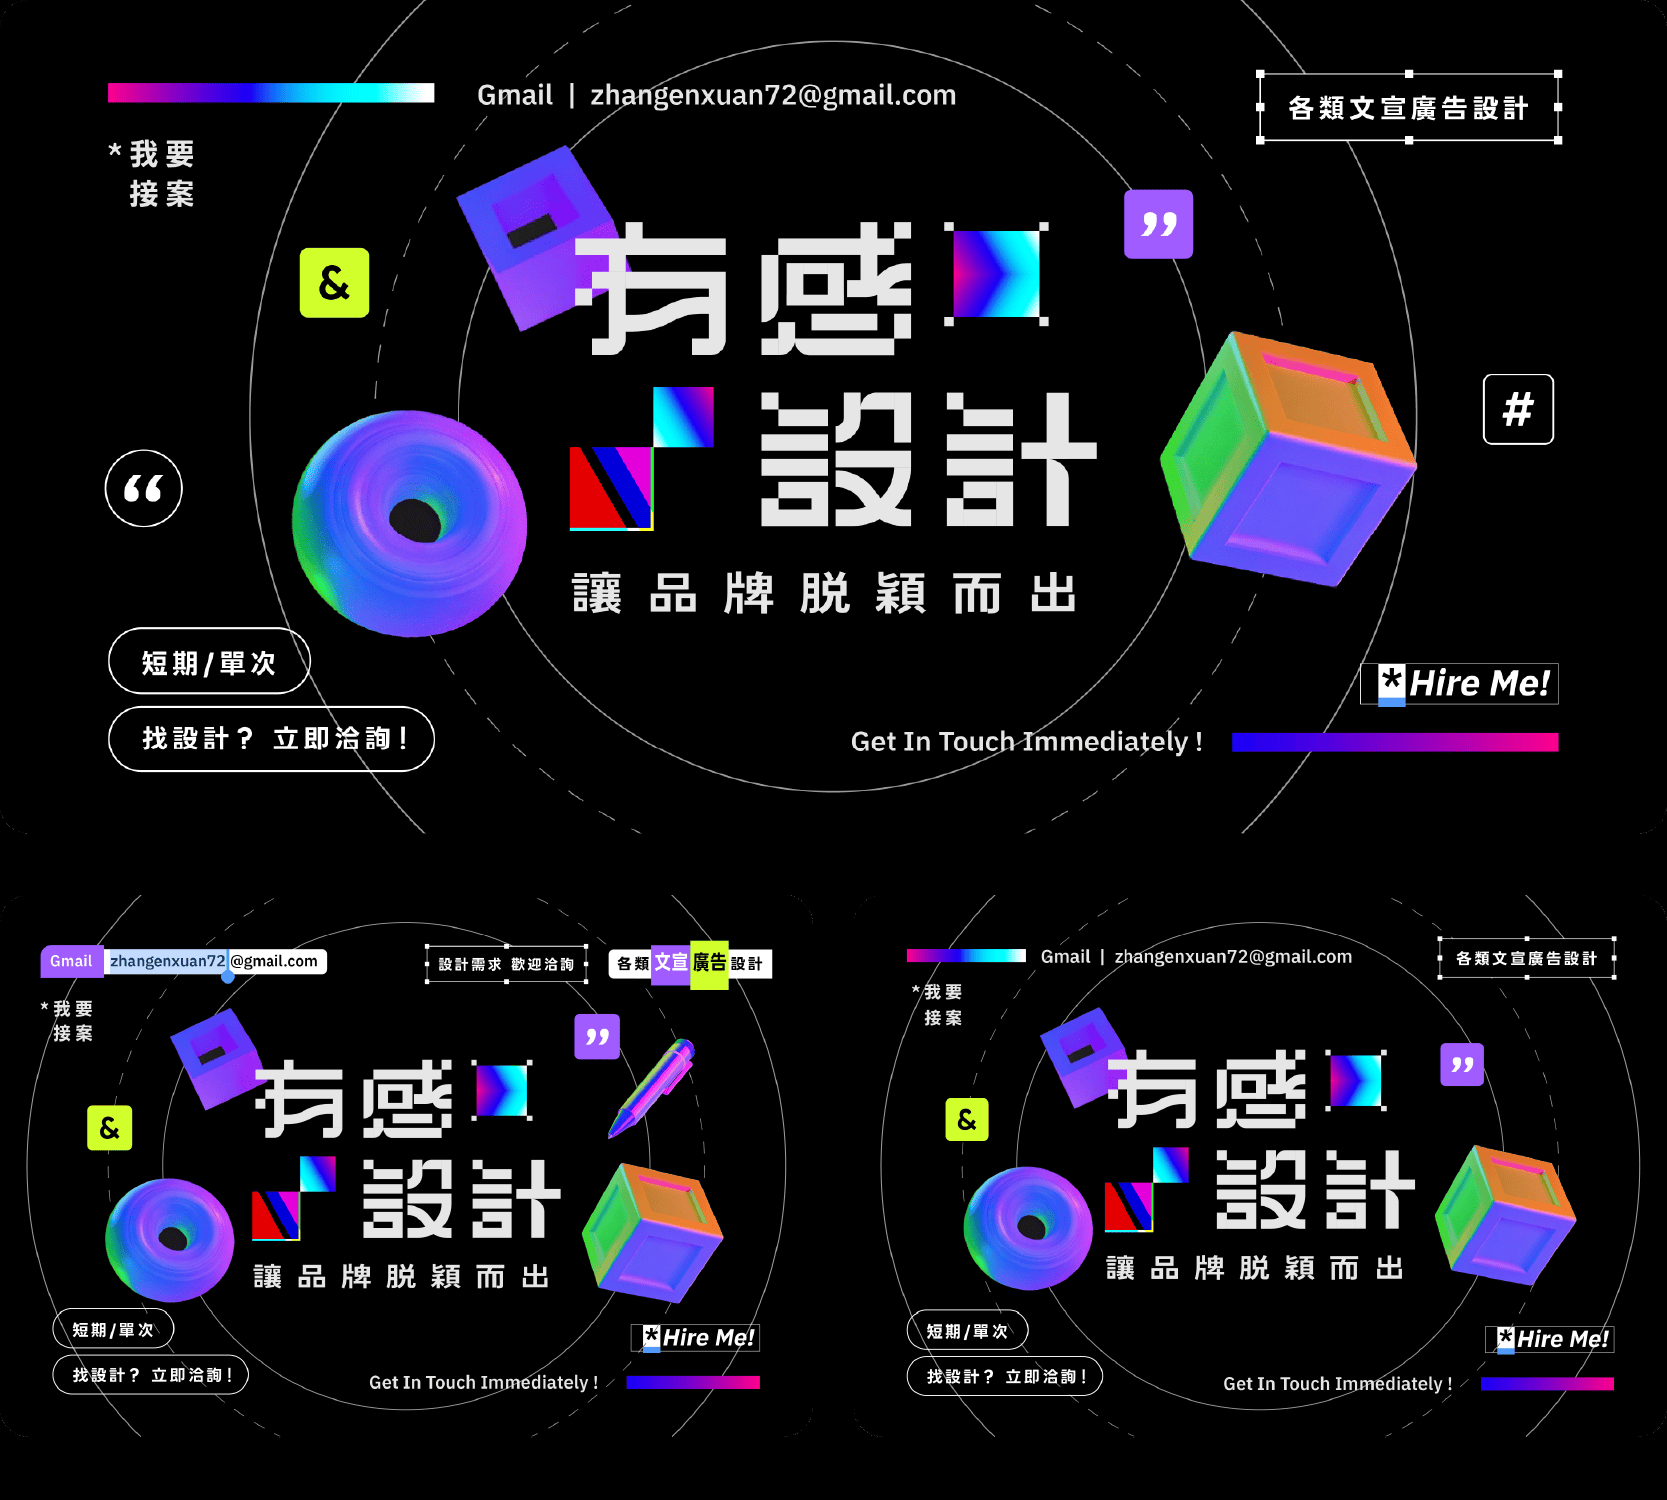 Gmail | zhangenxuan72@gmail.com
各類文宣廣告設計
*我要
接案
”
&
有感
#
設計
“
讓品牌脫穎而出
短期/單次
*Hire Me!
找設計？ 立即洽詢！
Get In Touch Immediately !
Gmail zhangenxuan72@gmail.com
設計需求 歡迎洽詢
各類文宣廣告設計
*我要
接案
”
&
有感
設計
讓品牌脫穎而出
短期/單次
*Hire Me!
找設計？ 立即洽詢！
Get In Touch Immediately !
Gmail | zhangenxuan72@gmail.com
各類文宣廣告設計
*我要
接案
”
&
有感
設計
讓品牌脫穎而出
短期/單次
*Hire Me!
找設計？ 立即洽詢！
Get In Touch Immediately !